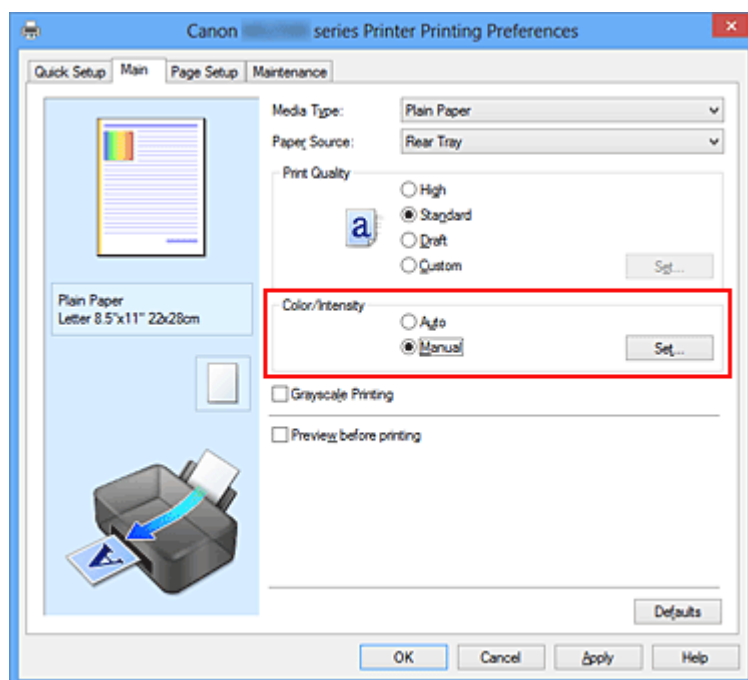 Canon series Printer Printing Preferences
Quick Setup Main Page Setup Maintenance
Media Type: Plain Paper
Paper Source: Rear Tray
Print Quality
High
a
Standard
Draft
Custom Set...
Plain Paper
Letter 8.5"x11" 22x28cm
Color/Intensity
Auto
Manual Set...
Grayscale Printing
Preview before printing
A
Defaults
OK Cancel Apply Help